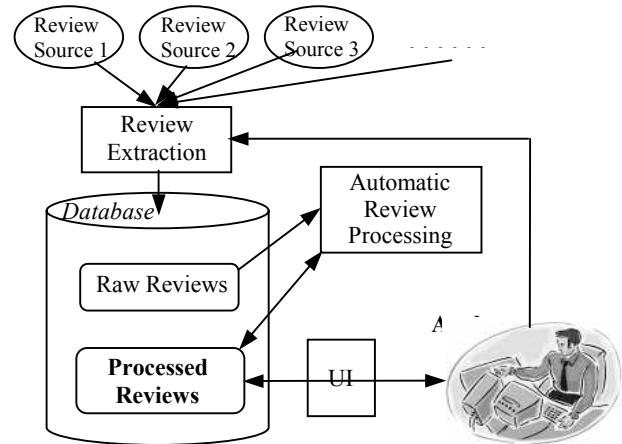 Review
Source 1
Review
Source 2
Review
Source 3
Review
Extraction
Database
Automatic
Review
Processing
Raw Reviews
Processed
Reviews
UI